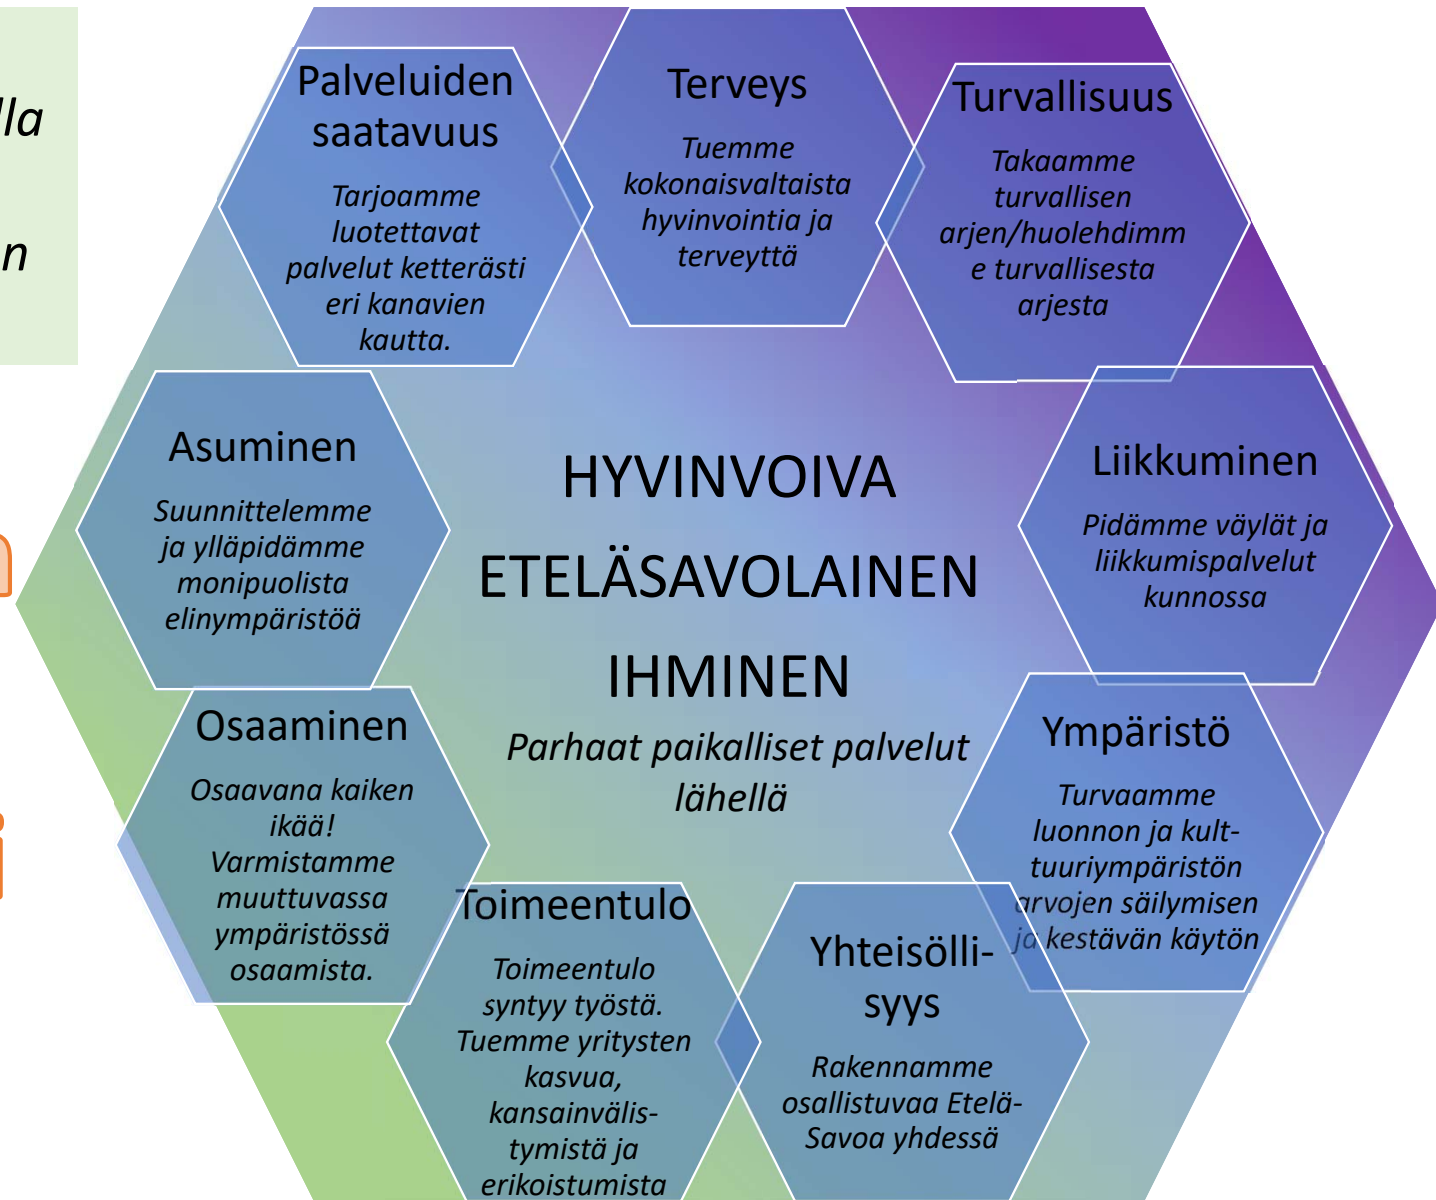 Palveluiden
saatavuus
Tarjoamme
luotettavat
palvelut ketterästi
eri kanavien
kautta.
Terveys
Tuemme
kokonaisvaltaista
hyvinvointia ja
terveyttä
Turvallisuus
Takaamme
turvallisen
arjen/huolehdimm
e turvallisesta
arjesta
Asuminen
Suunnittelemme
ja ylläpidämme
monipuolista
elinympäristöä
HYVINVOIVA
ETELÄSAVOLAINEN
IHMINEN
Parhaat paikalliset palvelut
lähellä
Liikkuminen
Pidämme väylät ja
liikkumispalvelut
kunnossa
Osaaminen
Osaavana kaiken
ikää!
Varmistamme
muuttuvassa
ympäristössä
osaamista.
Ympäristö
Turvaamme
luonnon ja kult-
tuuriympäristön
arvojen säilymisen
ja kestävän käytön
Toimeentulo
Toimeentulo
syntyy työstä.
Tuemme yritysten
kasvua,
kansainvälis-
tymistä ja
erikoistumista
Yhteisölli-
syys
Rakennamme
osallistuvaa Etelä-
Savoa yhdessä